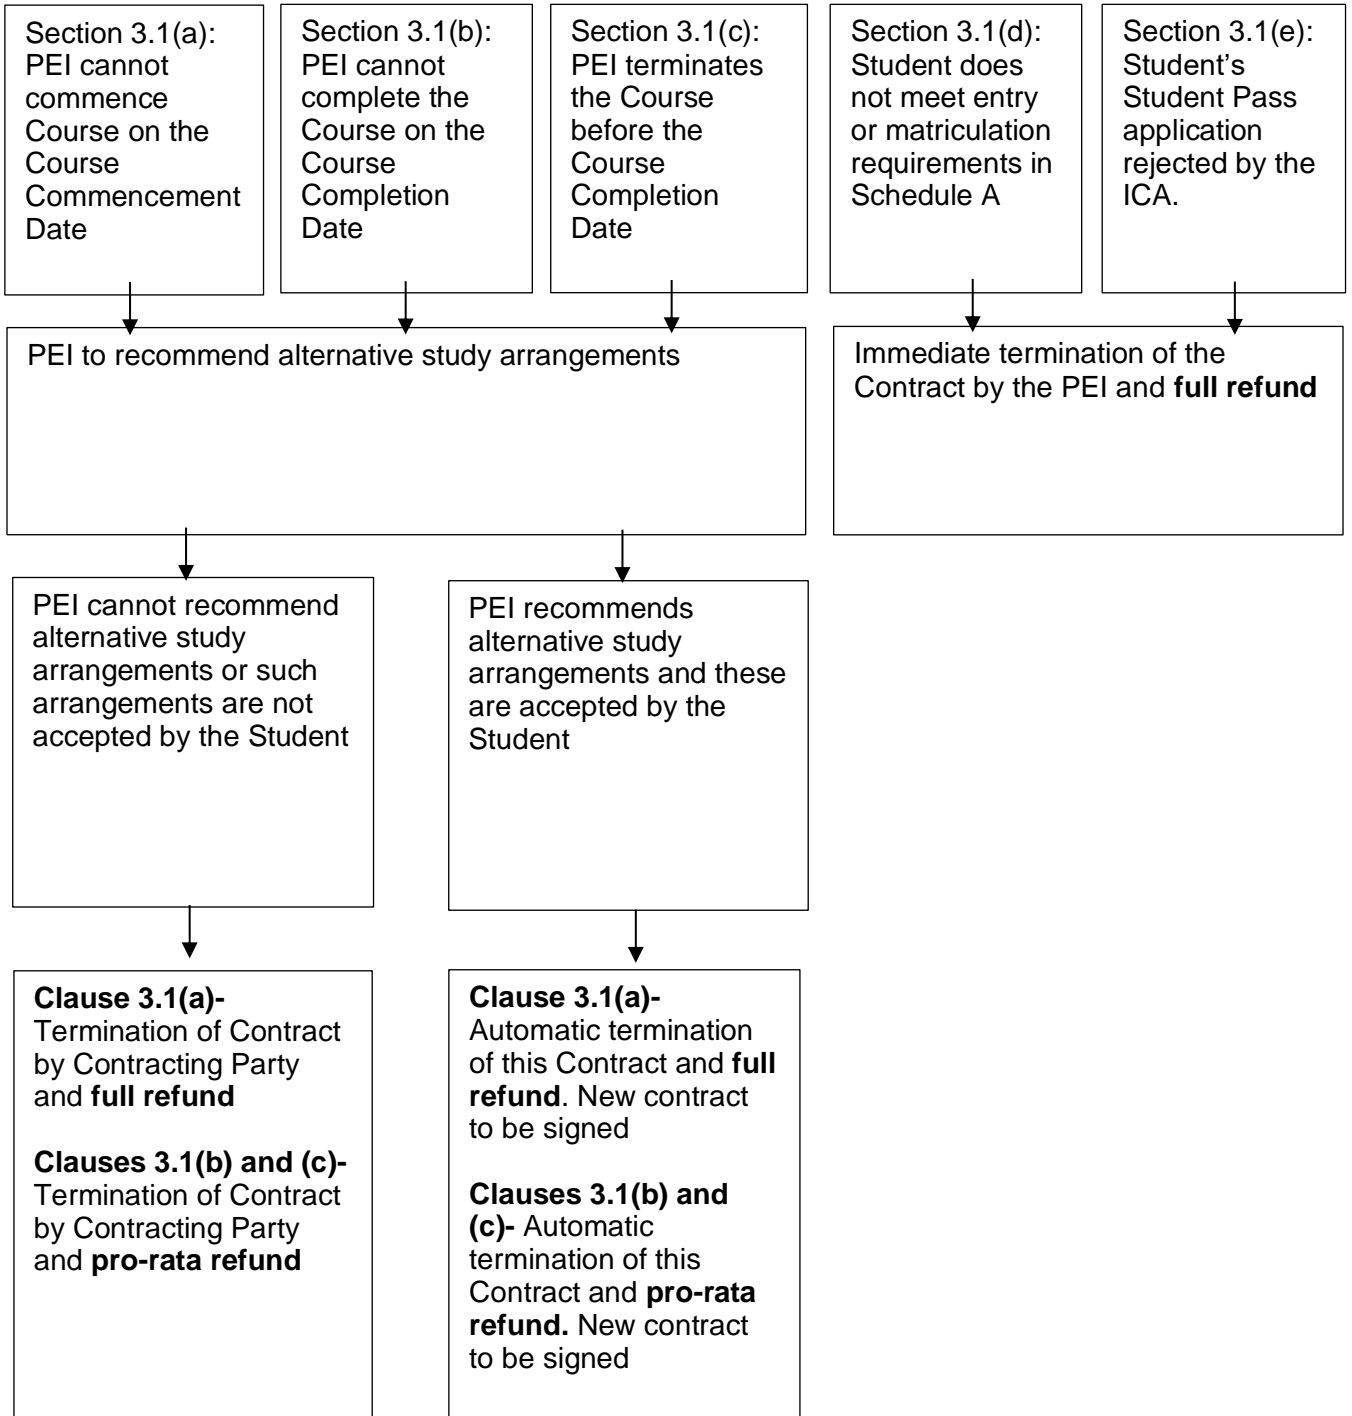 Section 3.1(a):
PEI cannot
commence
Course on the
Course
Commencement
Date
Section 3.1(b):
PEI cannot
complete the
Course on the
Course
Completion
Date
Section 3.1(c):
PEI terminates
the Course
before the
Course
Completion
Date
Section 3.1(d):
Student does
not meet entry
or matriculation
requirements in
Schedule A
Section 3.1(e):
Student’s
Student Pass
application
rejected by the
ICA.
PEI to recommend alternative study arrangements
Immediate termination of the
Contract by the PEI and full refund
PEI cannot recommend
alternative study
arrangements or such
arrangements are not
accepted by the Student
PEI recommends
alternative study
arrangements and these
are accepted by the
Student
Clause 3.1(a)-
Termination of Contract
by Contracting Party
and full refund
Clauses 3.1(b) and (c)-
Termination of Contract
by Contracting Party
and pro-rata refund
Clause 3.1(a)-
Automatic termination
of this Contract and full
refund. New contract
to be signed
Clauses 3.1(b) and
(c)- Automatic
termination of this
Contract and pro-rata
refund. New contract
to be signed